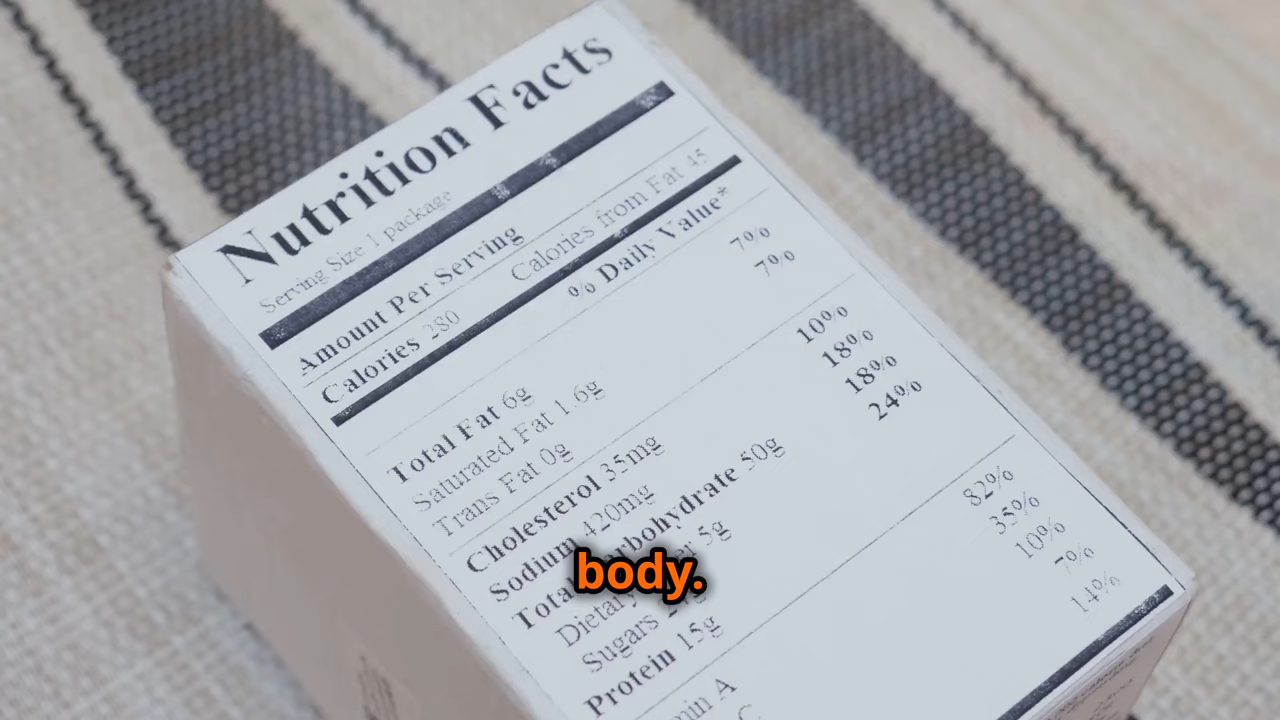 Nutrition Facts
Serving Size 1 package
Amount Per Serving
Calories 280 Calories from Fat 45
% Daily Value*
Total Fat 6g 7%
Saturated Fat 1.6g 7%
Trans Fat 0g
Cholesterol 35mg 10%
Sodium 420mg 18%
Total Carbohydrate 50g 18%
Dietary 5g 24%
Sugars
Protein 15g
82%
35%
10%
7%
14%
body.